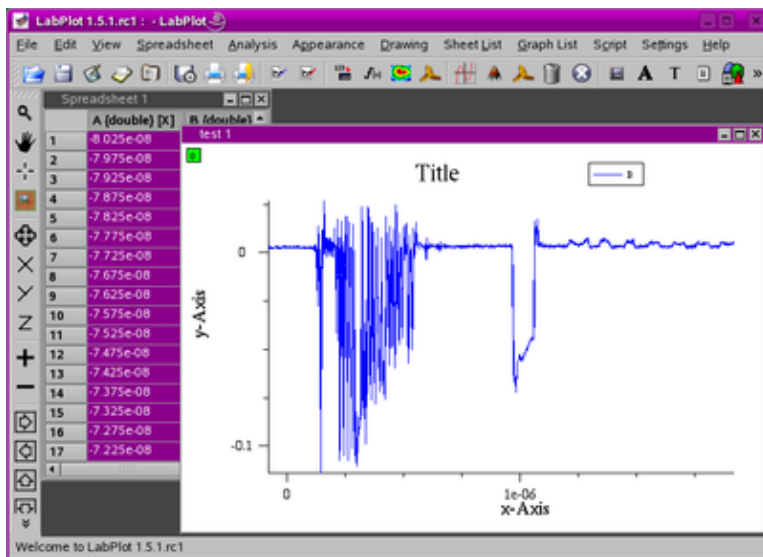 LabPlot 1.5.1.rc1 : - LabPlot
File Edit View Spreadsheet Analysis Appearance Drawing Sheet List Graph List Script Settings Help
Spreadsheet 1
A {double} [X] B {double}
test 1
1 -8.025e-08
2 -7.975e-08
3 -7.925e-08
4 -7.875e-08
5 -7.825e-08
6 -7.775e-08
7 -7.725e-08
8 -7.675e-08
9 -7.625e-08
10 -7.575e-08
11 -7.525e-08
12 -7.475e-08
13 -7.425e-08
14 -7.375e-08
15 -7.325e-08
16 -7.275e-08
17 -7.225e-08
Title
y-Axis
0
-0.1
0
1e-06
x-Axis
Welcome to LabPlot 1.5.1.rc1